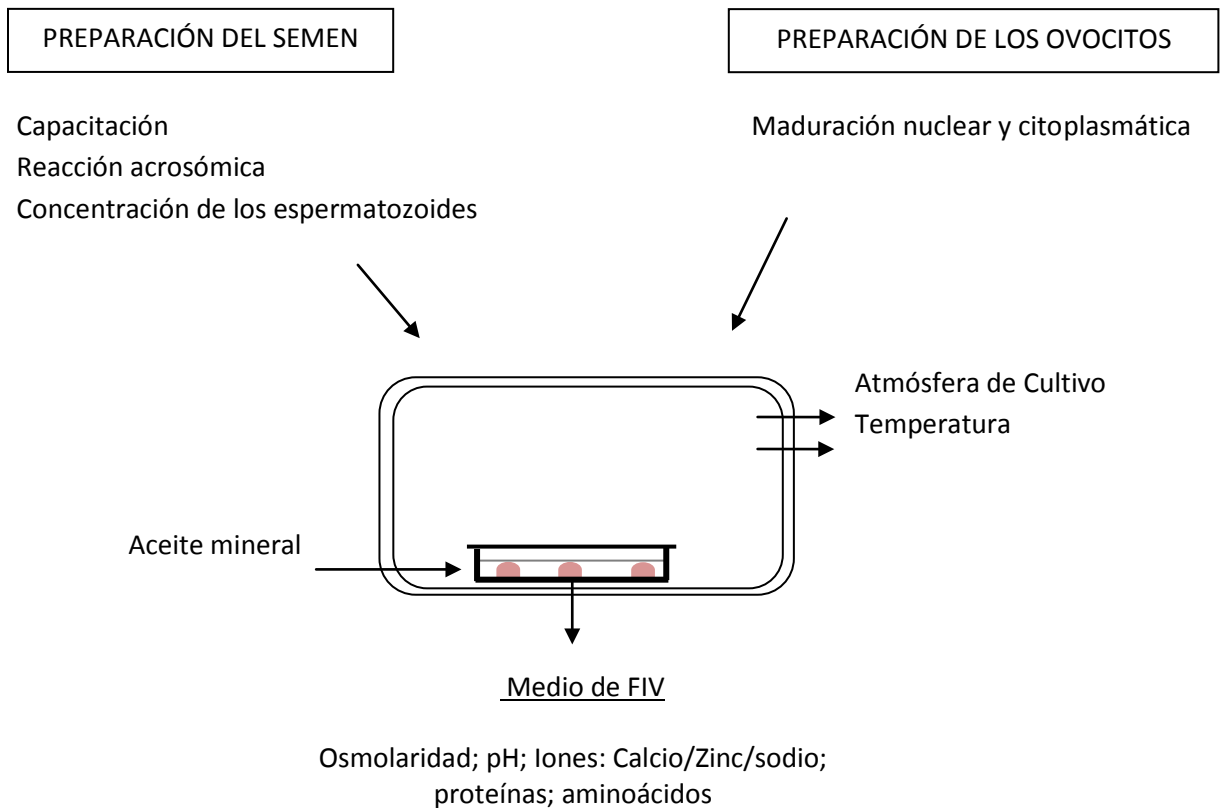 PREPARACIÓN DEL SEMEN
PREPARACIÓN DE LOS OVOCITOS
Capacitación
Reacción acrosómica
Concentración de los espermatozoides
Maduración nuclear y citoplasmática
Atmósfera de Cultivo
Temperatura
Aceite mineral
Medio de FIV
Osmolaridad; pH; Iones: Calcio/Zinc/sodio;
proteínas; aminoácidos